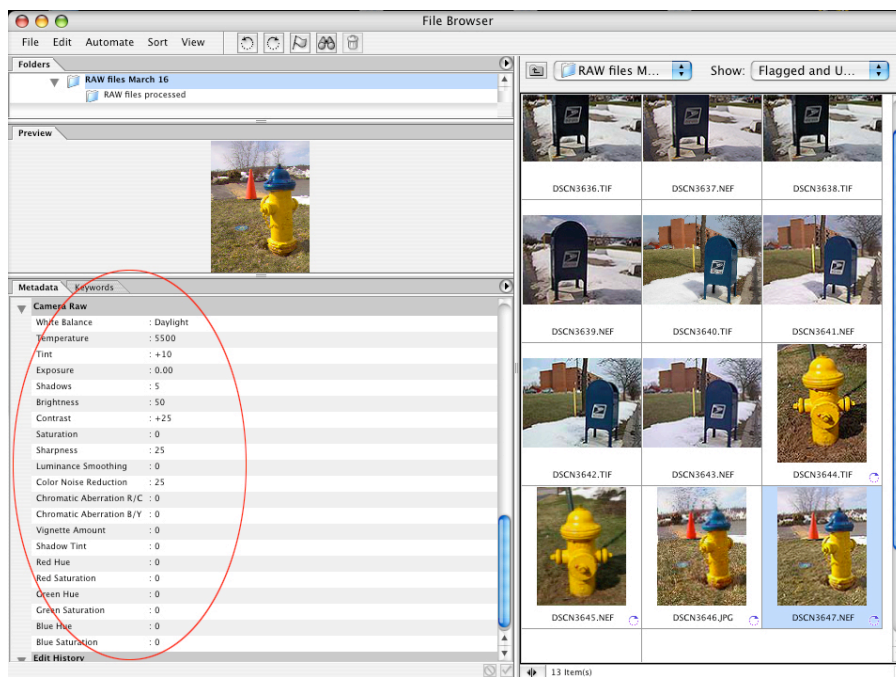 File Browser
File Edit Automate Sort View
Folders
RAW files March 16
RAW files processed
Preview
Metadata Keywords
Camera Raw
White Balance : Daylight
Temperature : 5500
Tint : +10
Exposure : 0.00
Shadows : 5
Brightness : 50
Contrast : +25
Saturation : 0
Sharpness : 25
Luminance Smoothing : 0
Color Noise Reduction : 25
Chromatic Aberration R/C : 0
Chromatic Aberration B/Y : 0
Vignette Amount : 0
Shadow Tint : 0
Red Hue : 0
Red Saturation : 0
Green Hue : 0
Green Saturation : 0
Blue Hue : 0
Blue Saturation : 0
Edit History
RAW files M... Show: Flagged and U...
DSCN3636.TIF DSCN3637.NEF DSCN3638.TIF
DSCN3639.NEF DSCN3640.TIF DSCN3641.NEF
DSCN3642.TIF DSCN3643.NEF DSCN3644.TIF
DSCN3645.NEF DSCN3646.JPG DSCN3647.NEF
13 Item(s)